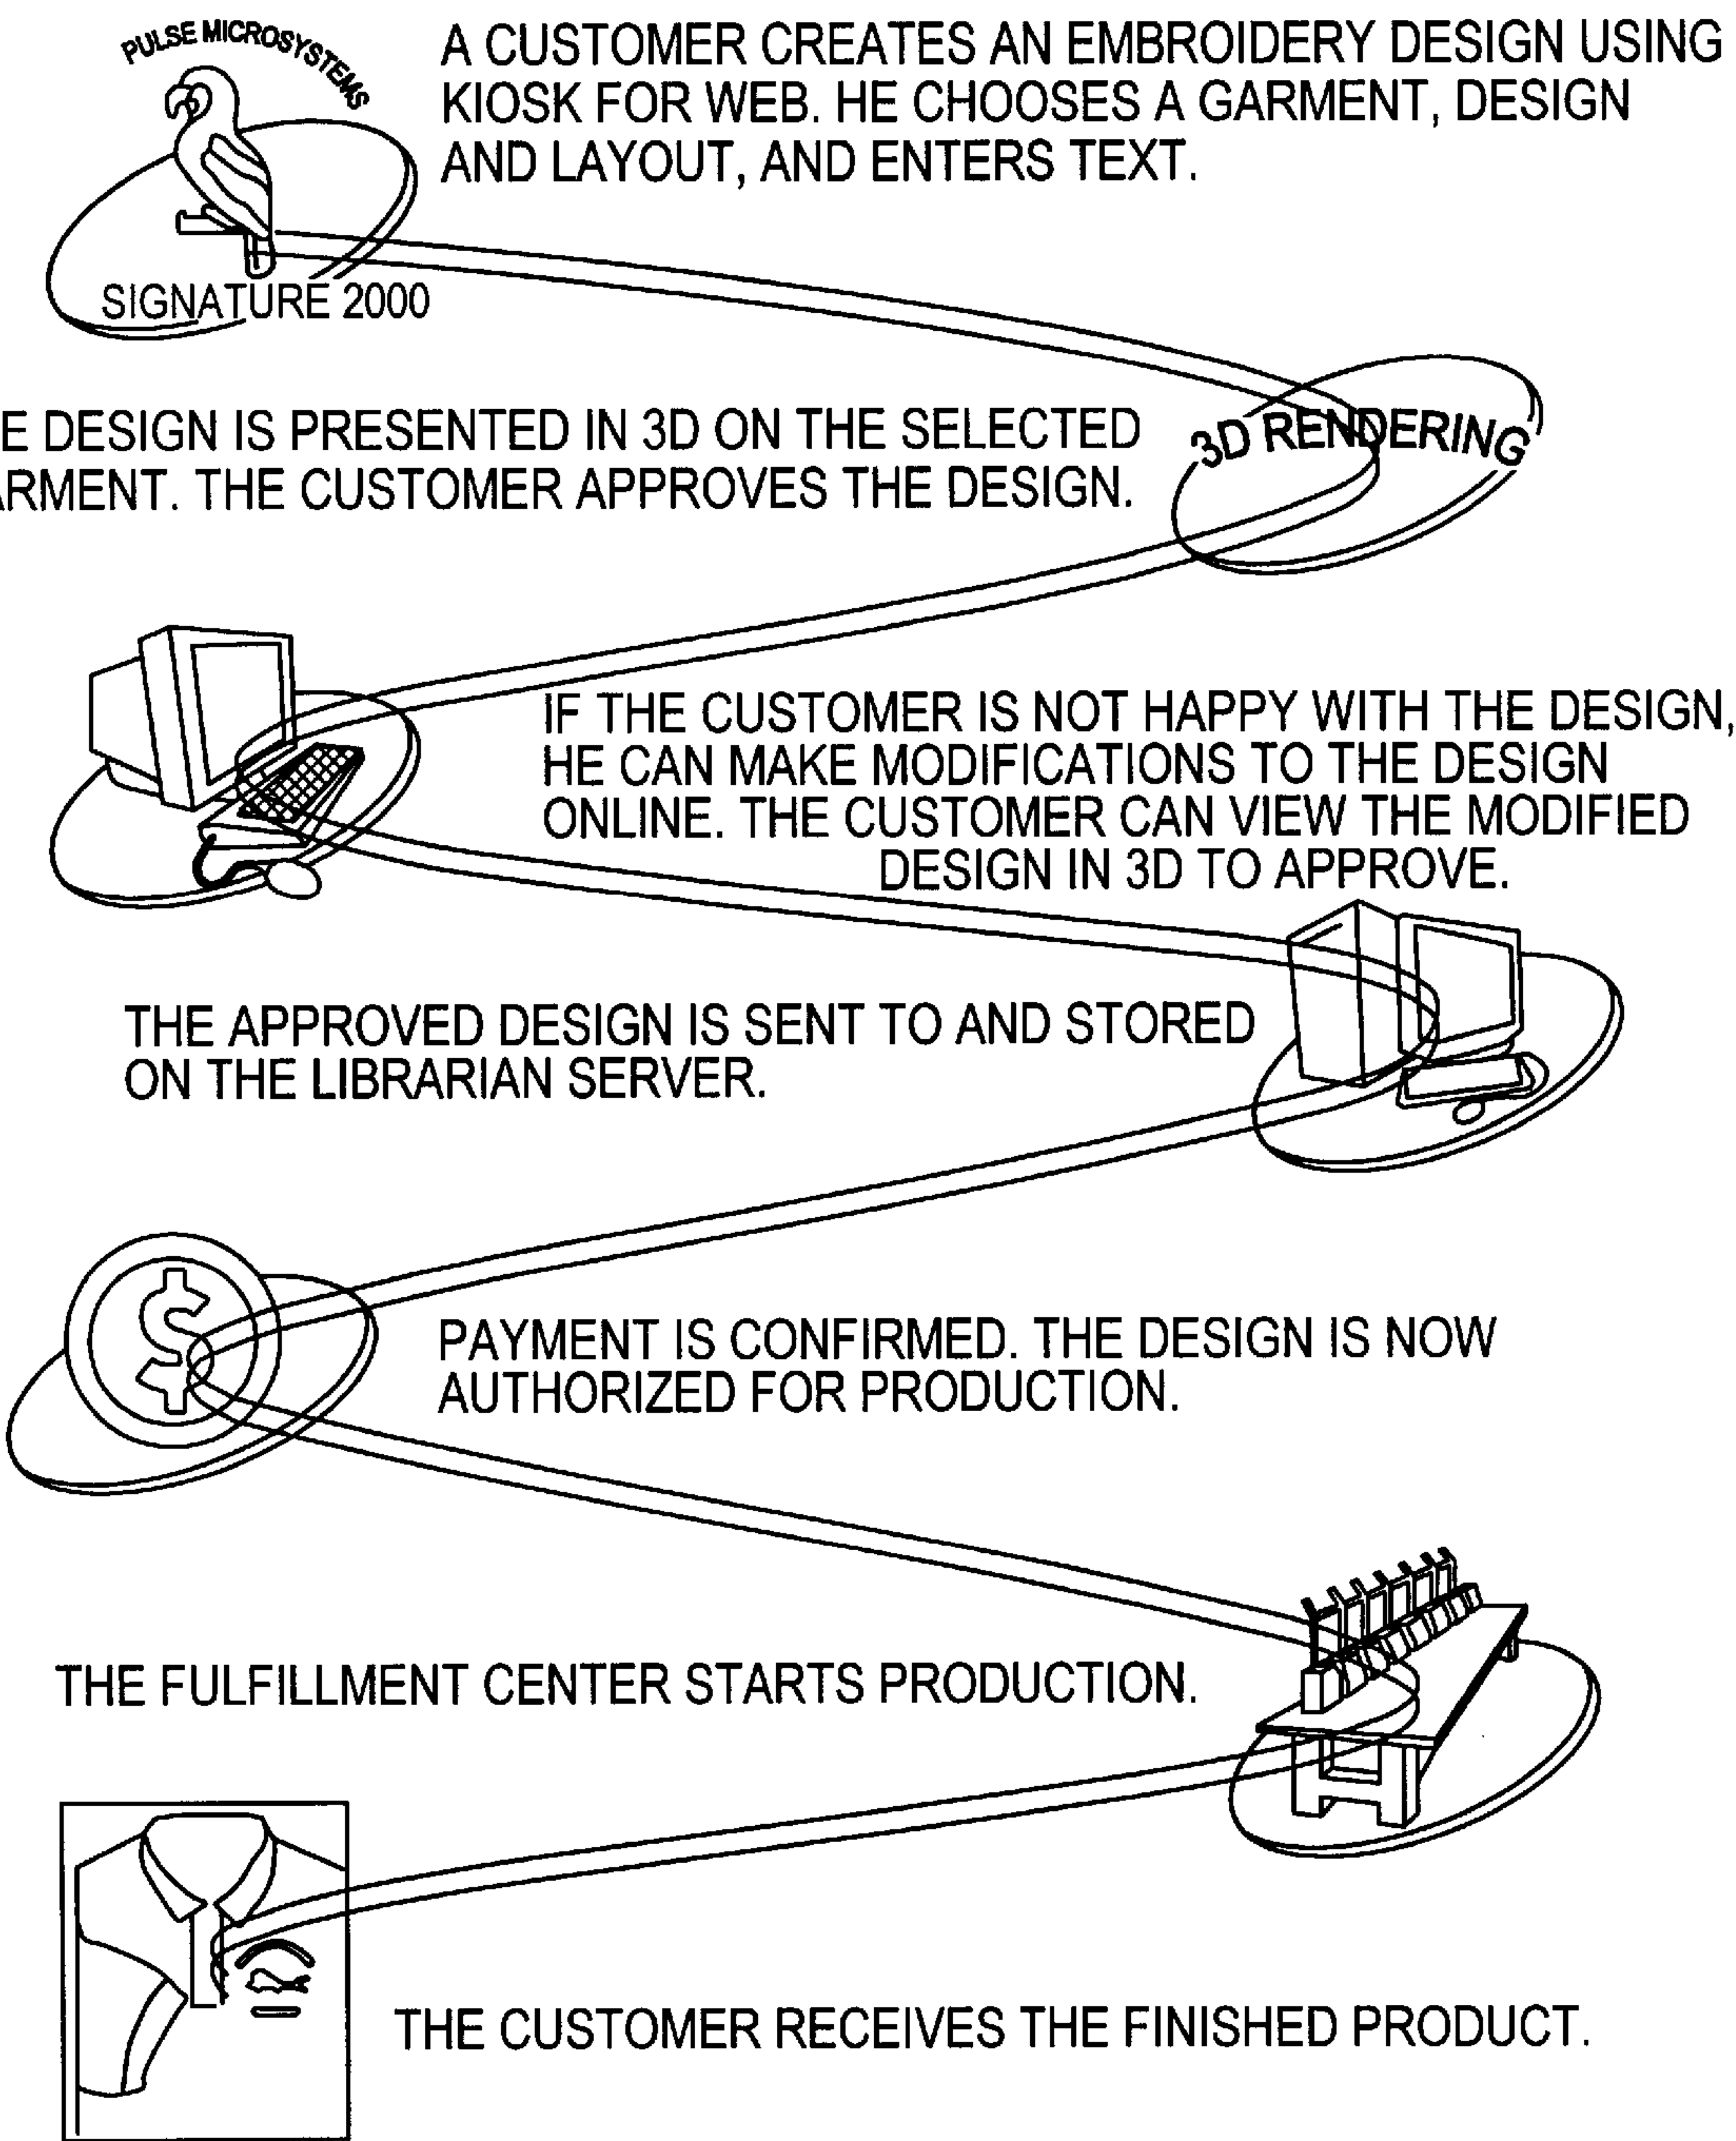 PULSE MICROSYSTEMS
A CUSTOMER CREATES AN EMBROIDERY DESIGN USING
KIOSK FOR WEB. HE CHOOSES A GARMENT, DESIGN
AND LAYOUT, AND ENTERS TEXT.
SIGNATURE 2000
E DESIGN IS PRESENTED IN 3D ON THE SELECTED
ARMENT. THE CUSTOMER APPROVES THE DESIGN.
3D RENDERING
IF THE CUSTOMER IS NOT HAPPY WITH THE DESIGN,
HE CAN MAKE MODIFICATIONS TO THE DESIGN
ONLINE. THE CUSTOMER CAN VIEW THE MODIFIED
DESIGN IN 3D TO APPROVE.
THE APPROVED DESIGN IS SENT TO AND STORED
ON THE LIBRARIAN SERVER.
$
PAYMENT IS CONFIRMED. THE DESIGN IS NOW
AUTHORIZED FOR PRODUCTION.
THE FULFILLMENT CENTER STARTS PRODUCTION.
THE CUSTOMER RECEIVES THE FINISHED PRODUCT.